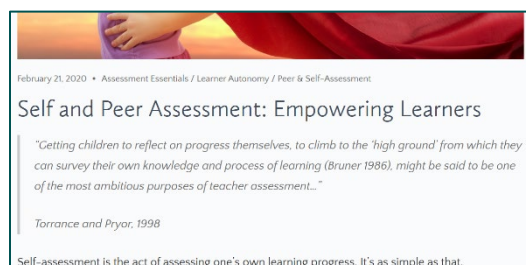 February 21, 2020 • Assessment Essentials / Learner Autonomy / Peer & Self-Assessment
Self and Peer Assessment: Empowering Learners
"Getting children to reflect on progress themselves, to climb to the 'high ground' from which they
can survey their own knowledge and process of learning (Bruner 1986), might be said to be one
of the most ambitious purposes of teacher assessment..."
Torrance and Pryor, 1998
Self-assessment is the act of assessing one's own learning progress. It's as simple as that.